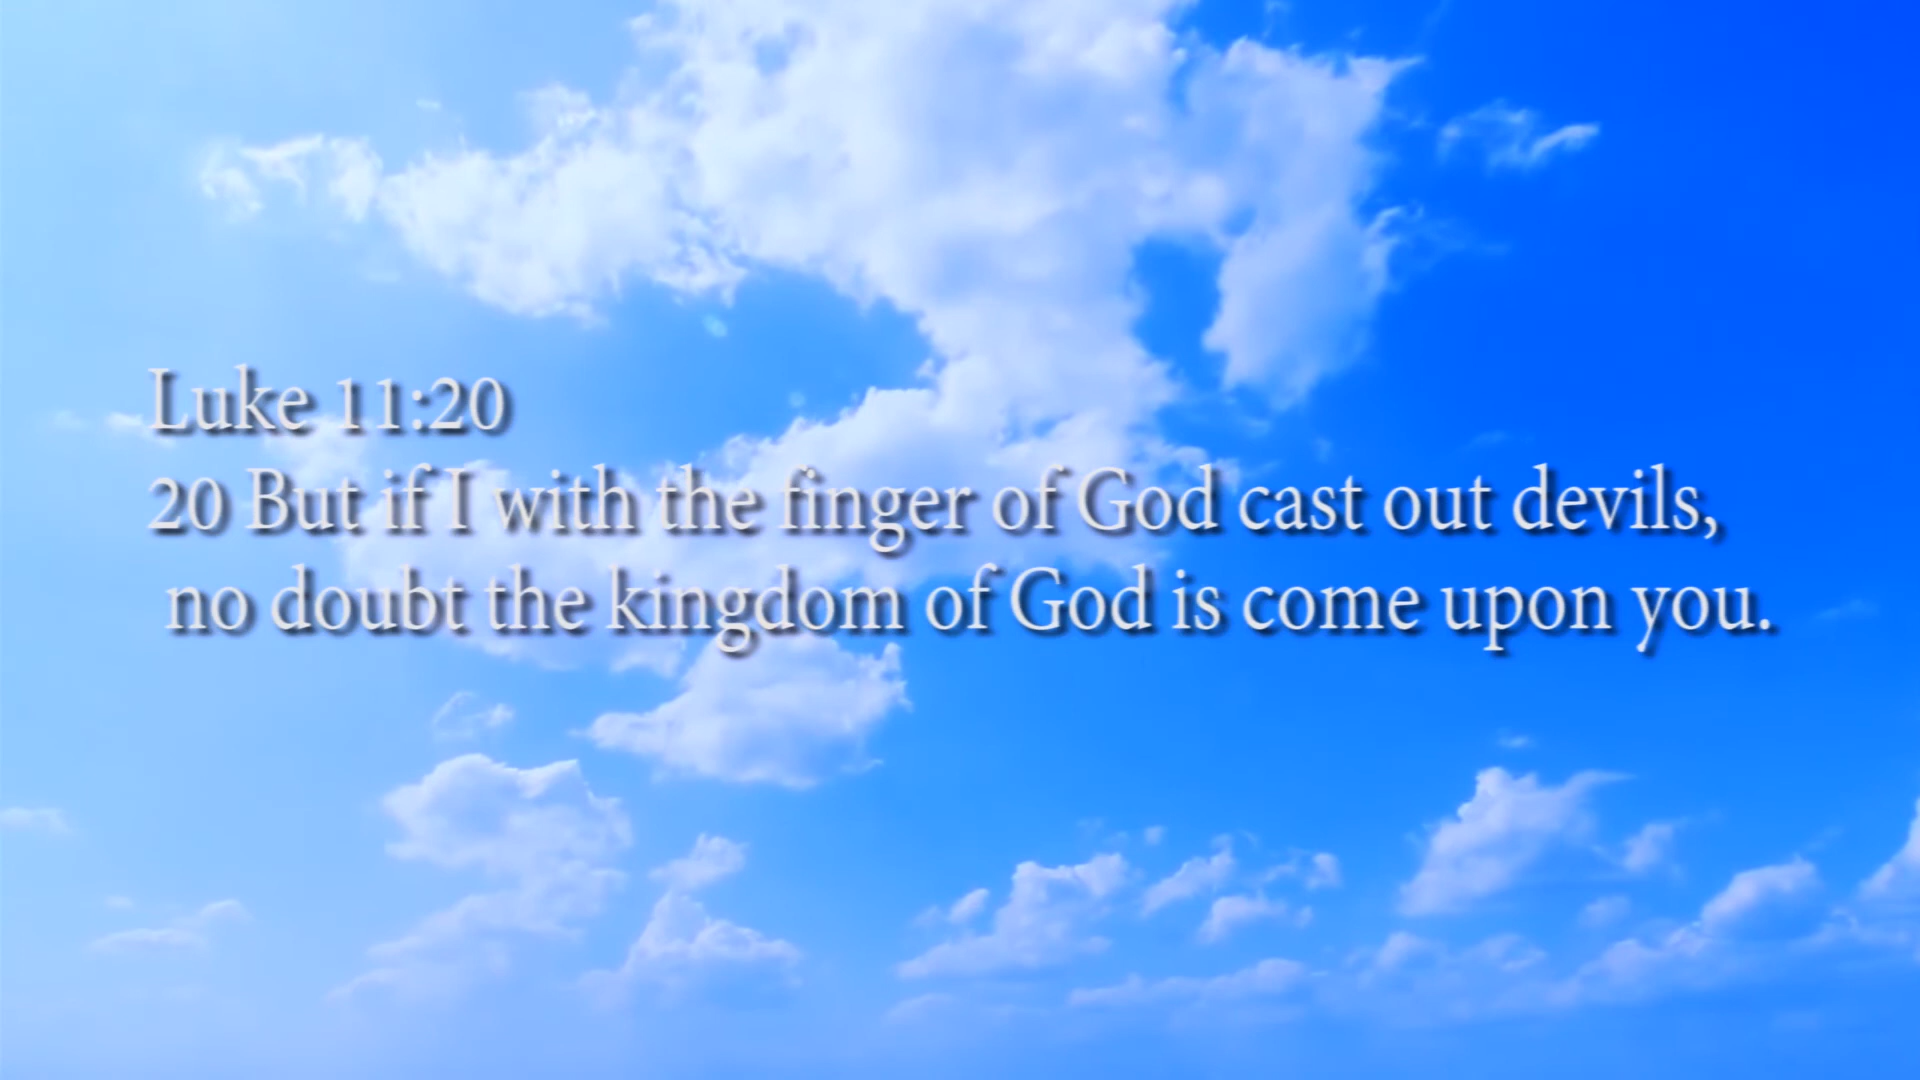 Luke 11:20
20 But if I with the finger of God cast out devils,
no doubt the kingdom of God is come upon you.